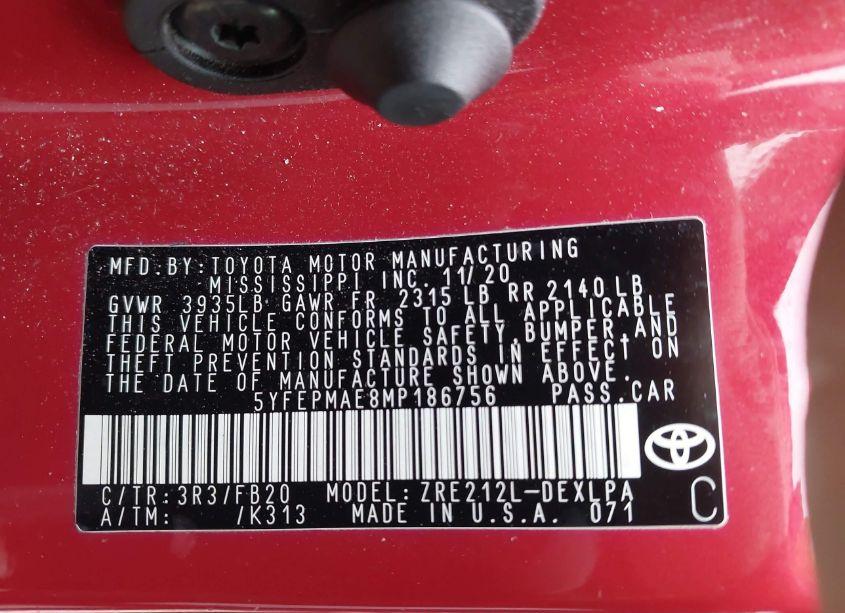 MFD.BY:TOYOTA MOTOR MANUFACTURING
MISSISSIPPI INC. 11/20
GVWR 3935LB GAWR FR 2315 LB RR 2140 LB
THIS VEHICLE CONFORMS TO ALL APPLICABLE
FEDERAL MOTOR VEHICLE SAFETY,BUMPER,AND
THEFT PREVENTION STANDARDS IN EFFECT ON
THE DATE OF MANUFACTURE SHOWN ABOVE.
5YFEPMAE8MP186756 PASS.CAR
C/TR:3R3/FB20 MODEL:ZRE212L-DEXLPA
A/TM: /K313 MADE IN U.S.A. 071 C